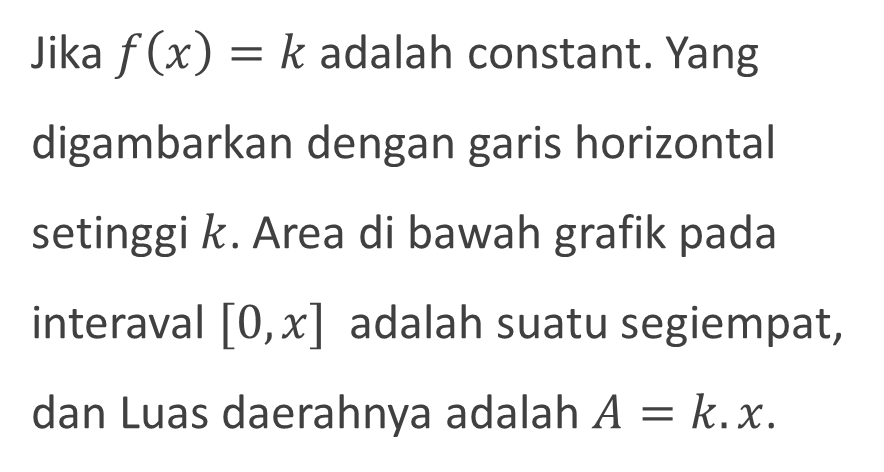 Jika f(x) = k adalah constant. Yang
digambarkan dengan garis horizontal
setinggi k. Area di bawah grafik pada
interaval [0, x] adalah suatu segiempat,
dan Luas daerahnya adalah A = k. x.